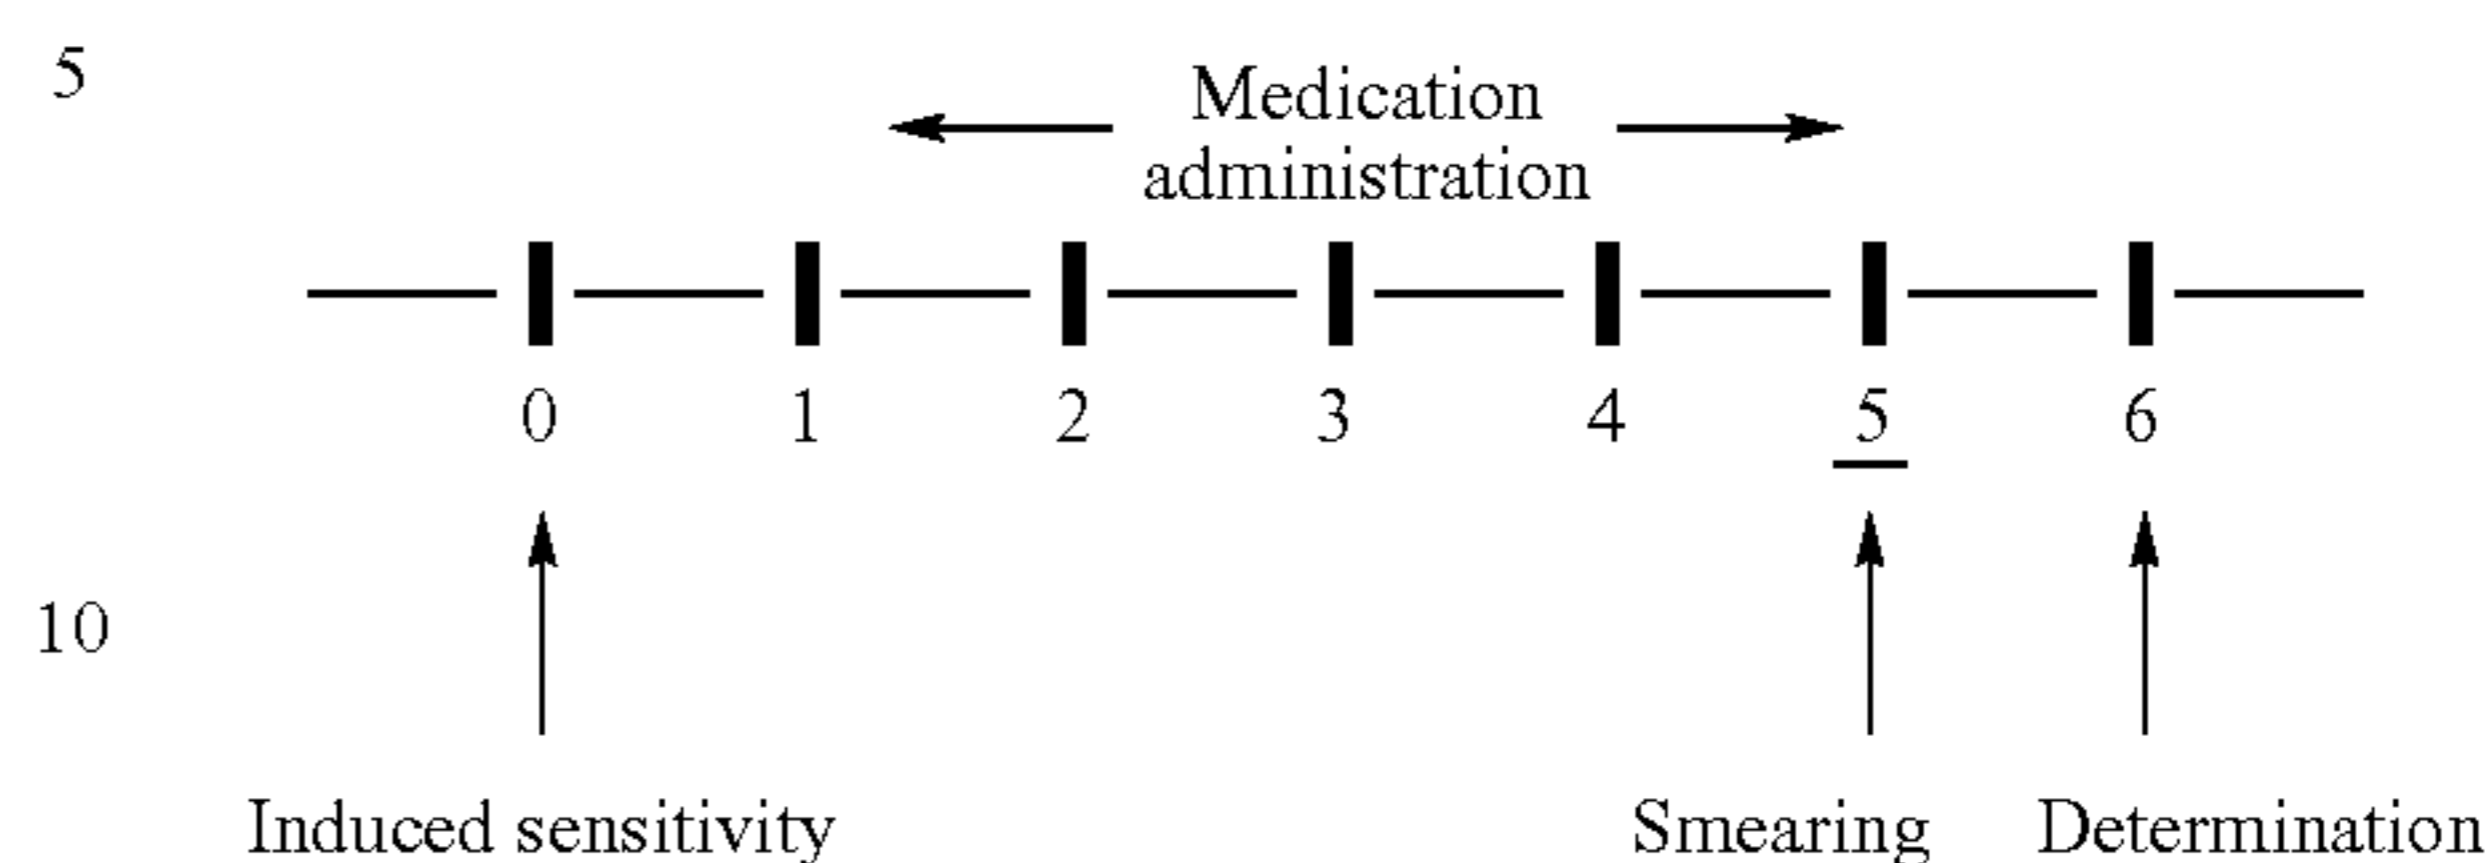 5
Medication
administration
0 1 2 3 4 5 6
10
Induced sensitivity Smearing Determination